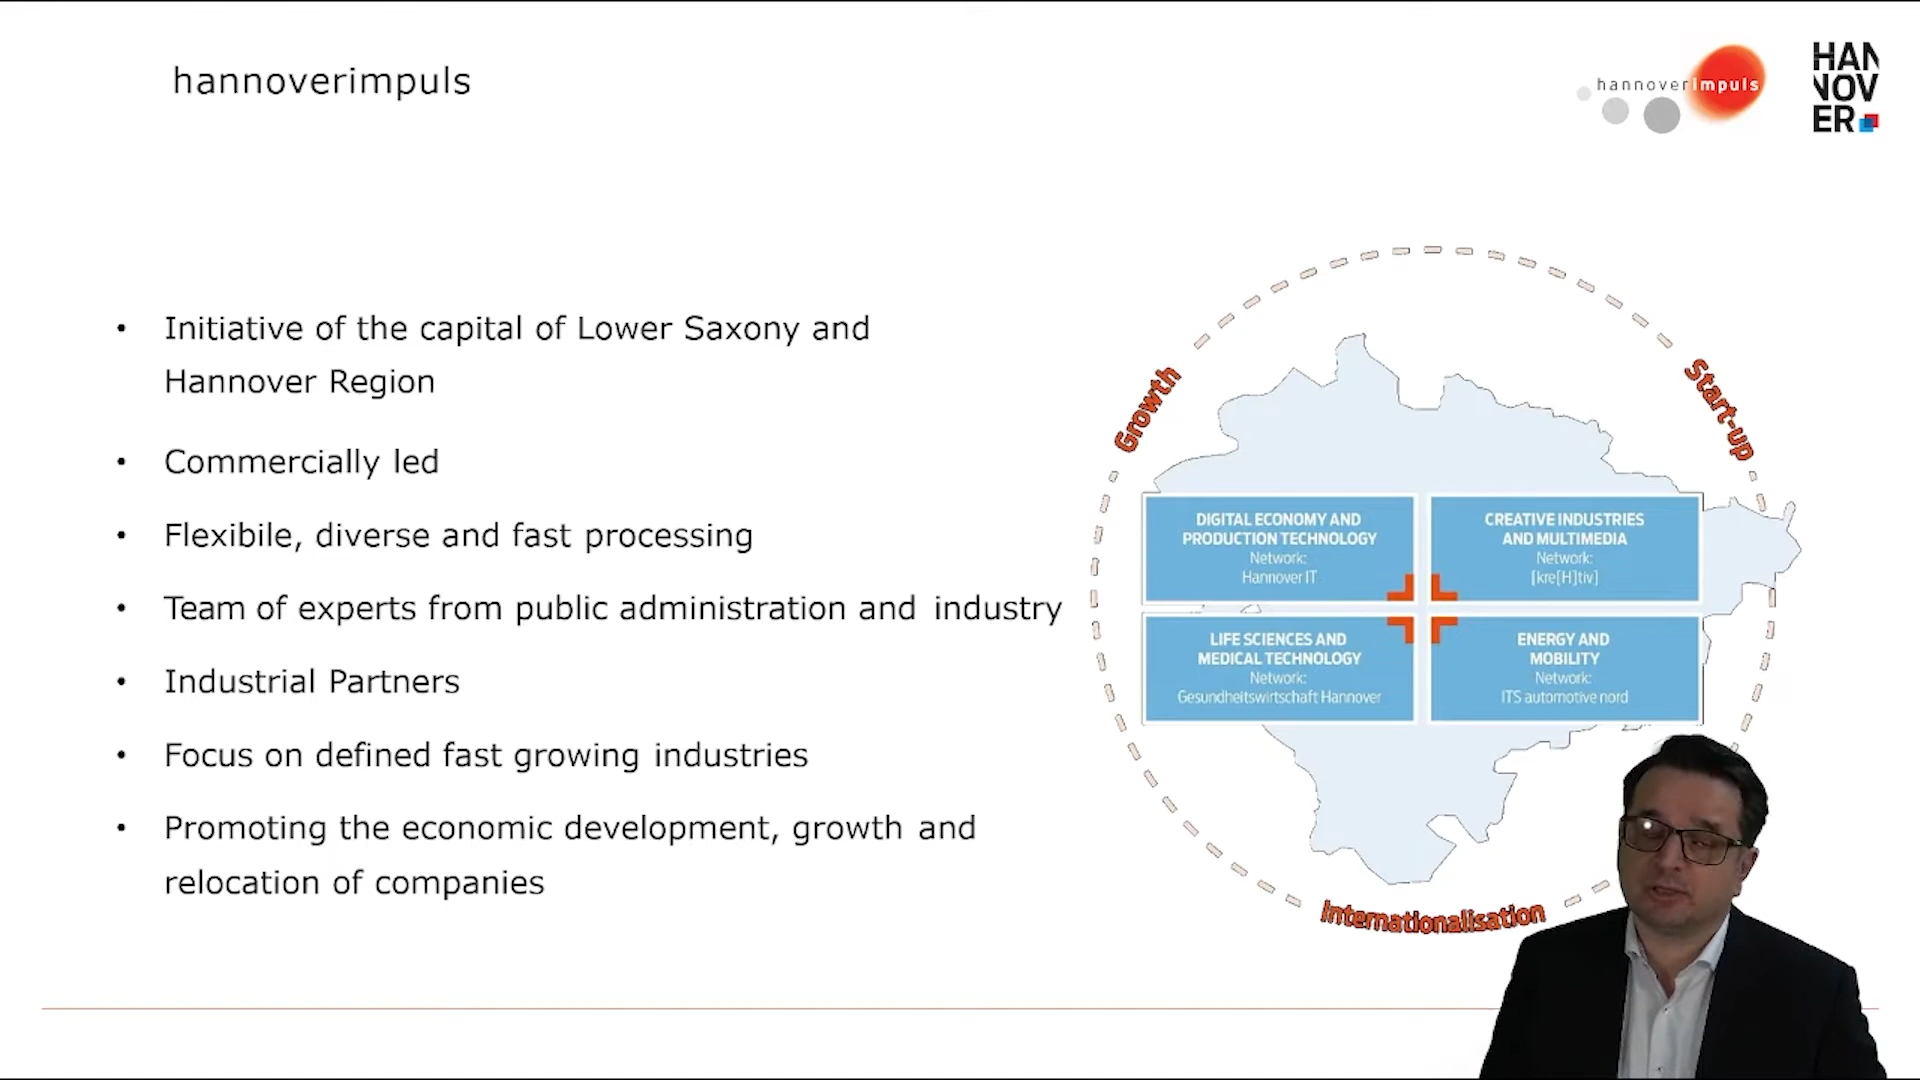 hannoverimpuls
hannoverimpuls
HAN
NOV
ER
• Initiative of the capital of Lower Saxony and
Hannover Region
• Commercially led
• Flexibile, diverse and fast processing
• Team of experts from public administration and industry
• Industrial Partners
• Focus on defined fast growing industries
• Promoting the economic development, growth and
relocation of companies
Growth
Start-up
DIGITAL ECONOMY AND
PRODUCTION TECHNOLOGY
Network:
Hannover IT
CREATIVE INDUSTRIES
AND MULTIMEDIA
Network:
[kre[H]tiv]
LIFE SCIENCES AND
MEDICAL TECHNOLOGY
Network:
Gesundheitswirtschaft Hannover
ENERGY AND
MOBILITY
Network:
ITS automotive nord
Internationalisation